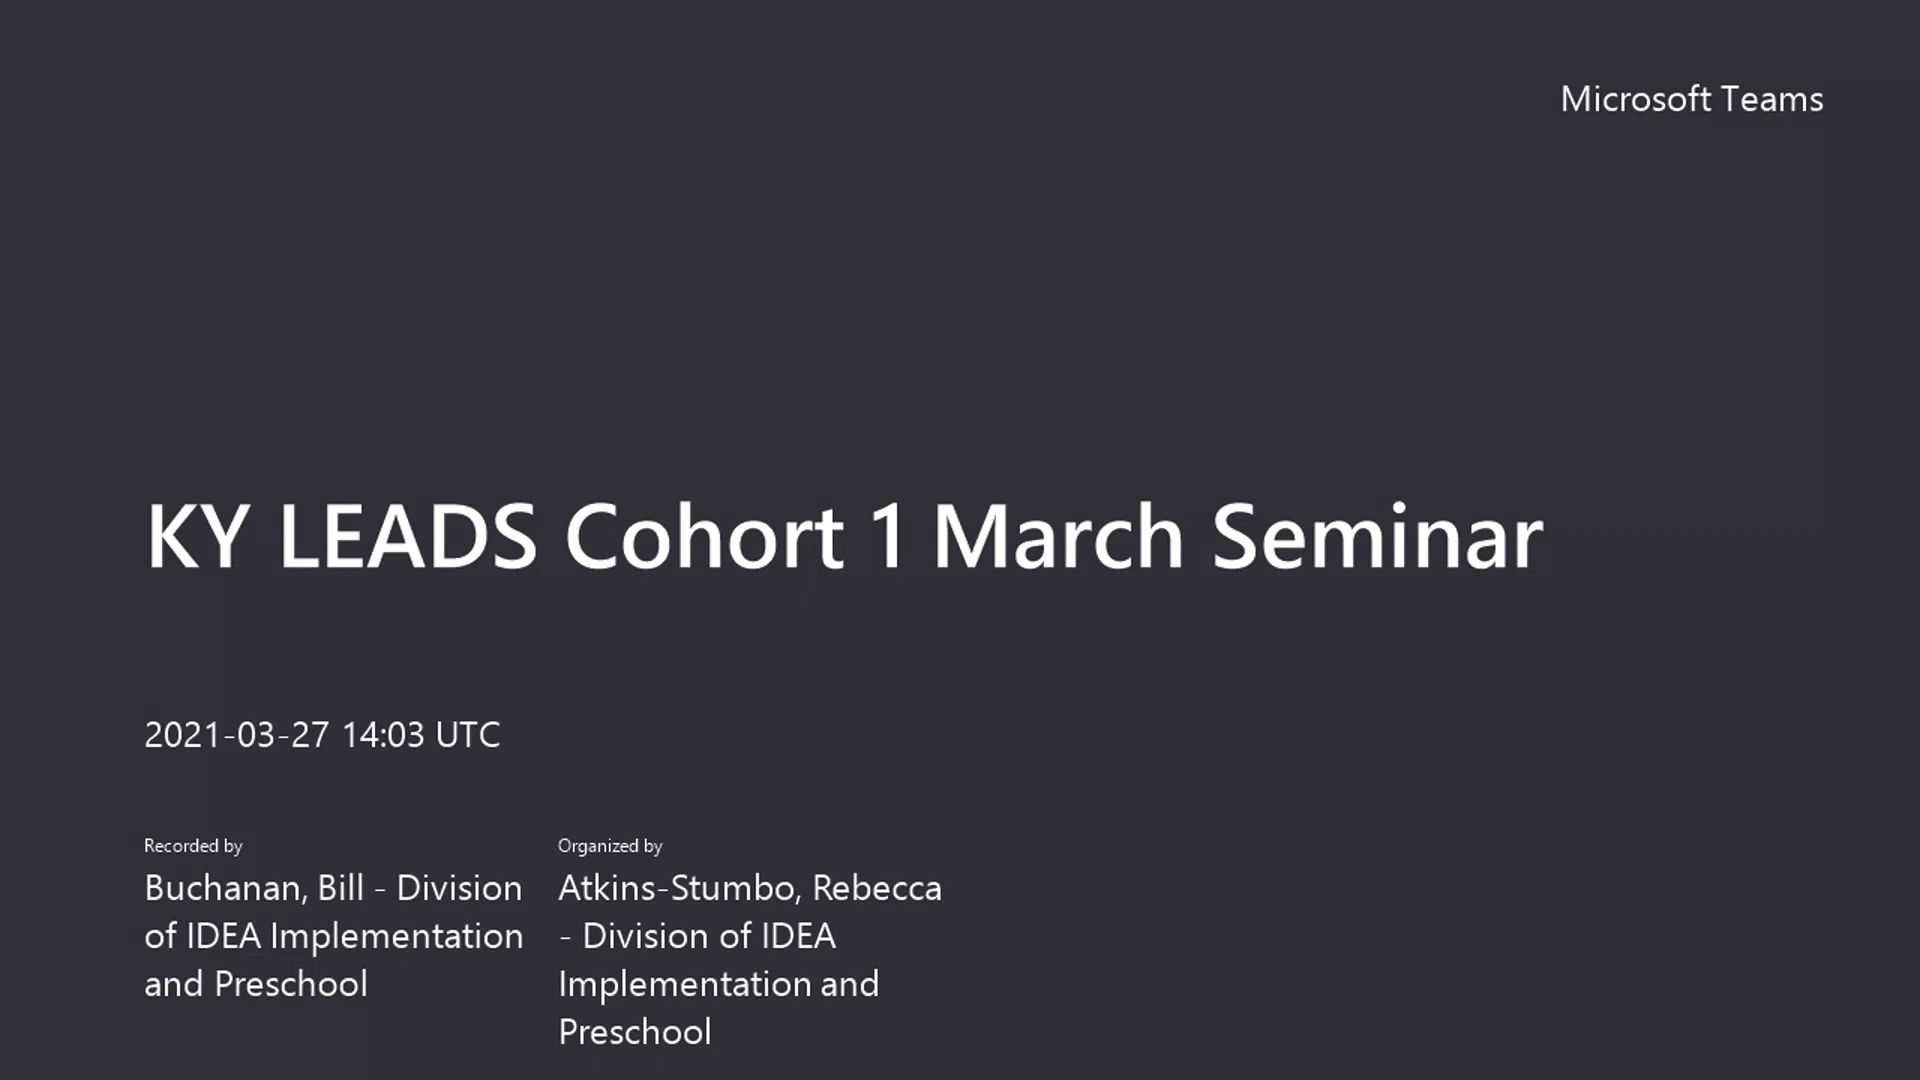 Microsoft Teams
KY LEADS Cohort 1 March Seminar
2021-03-27 14:03 UTC
Recorded by
Buchanan, Bill - Division
of IDEA Implementation
and Preschool
Organized by
Atkins-Stumbo, Rebecca
- Division of IDEA
Implementation and
Preschool